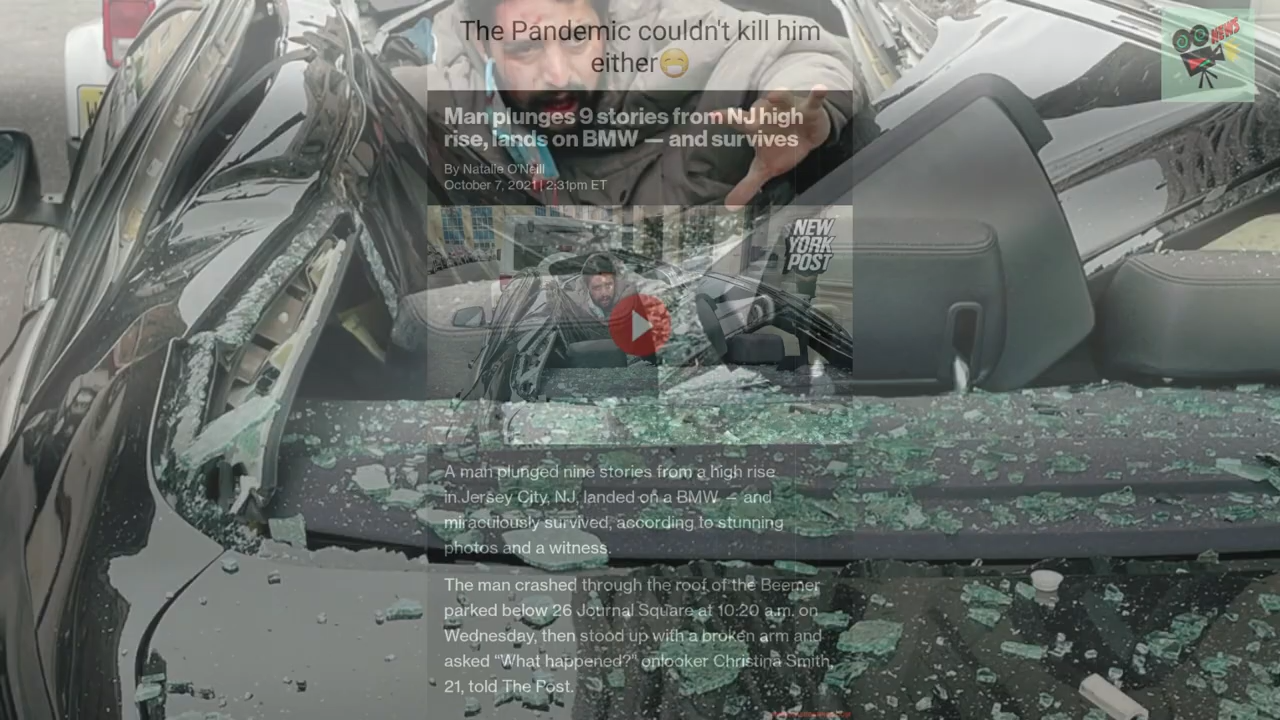 The Pandemic couldn't kill him
either😷
NEWS
Man plunges 9 stories from NJ high
rise, lands on BMW — and survives
By Natalie O'Neill
October 7, 2021 | 2:31pm ET
NEW
YORK
POST
A man plunged nine stories from a high rise
in Jersey City, NJ, landed on a BMW – and
miraculously survived, according to stunning
photos and a witness.
The man crashed through the roof of the Beemer
parked below 26 Journal Square at 10:20 a.m. on
Wednesday, then stood up with a broken arm and
asked “What happened?” onlooker Christina Smith,
21, told The Post.